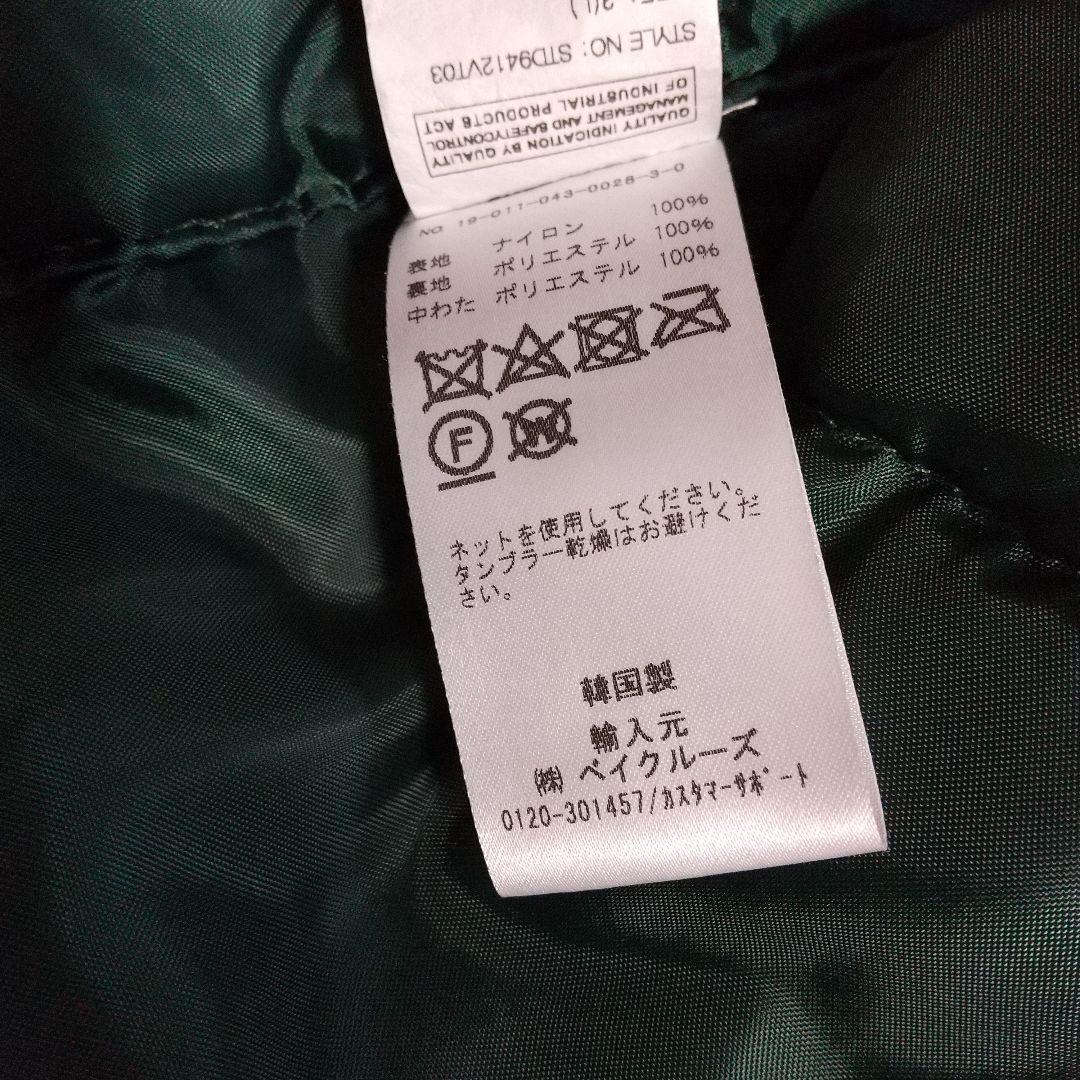 STYLE NO: STD9412VT03
QUALITY INDICATION BY QUALITY
MANAGEMENT AND SAFETYCONTROL
OF INDUSTRIAL PRODUCTS ACT
NO 19-011-043-0028-3-0
表地 ナイロン 100%
裏地 ポリエステル 100%
中わた ポリエステル 100%
F
W
ネットを使用してください。
タンブラー乾燥はお避けくだ
さい。
韓国製
輸入元
㈱ ベイクルーズ
0120-301457/カスタマーサポート